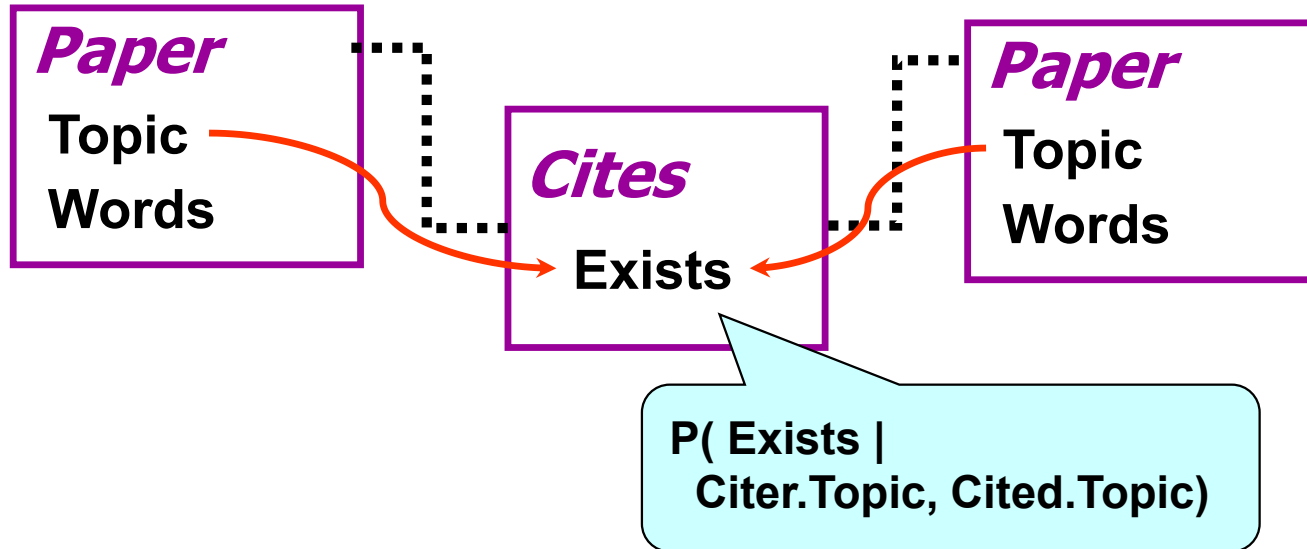 Paper
Topic
Words
Cites
Exists
Paper
Topic
Words
P( Exists |
Citer.Topic, Cited.Topic)